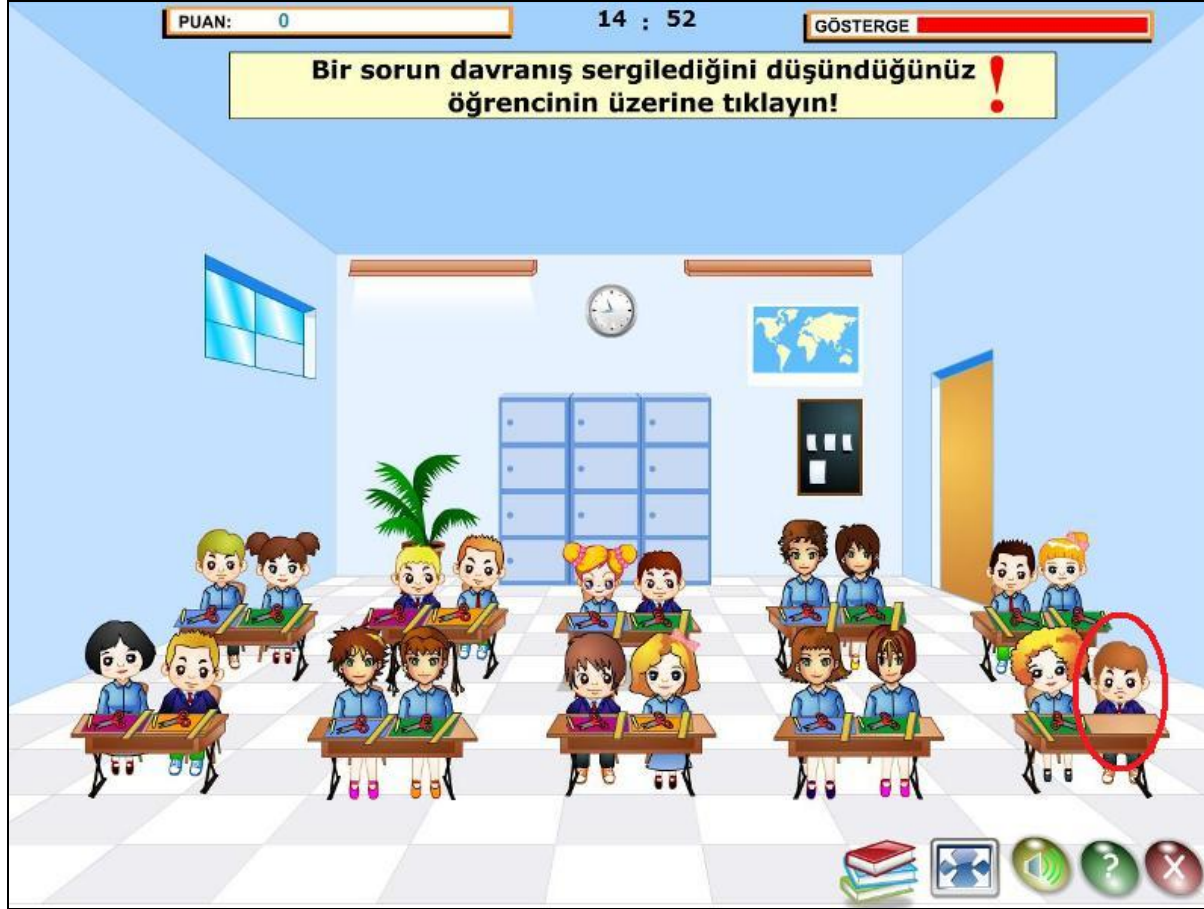 PUAN: 0
14 : 52
GÖSTERGE
Bir sorun davranış sergilediğini düşündüğünüz
öğrencinin üzerine tıklayın!
!
?
X